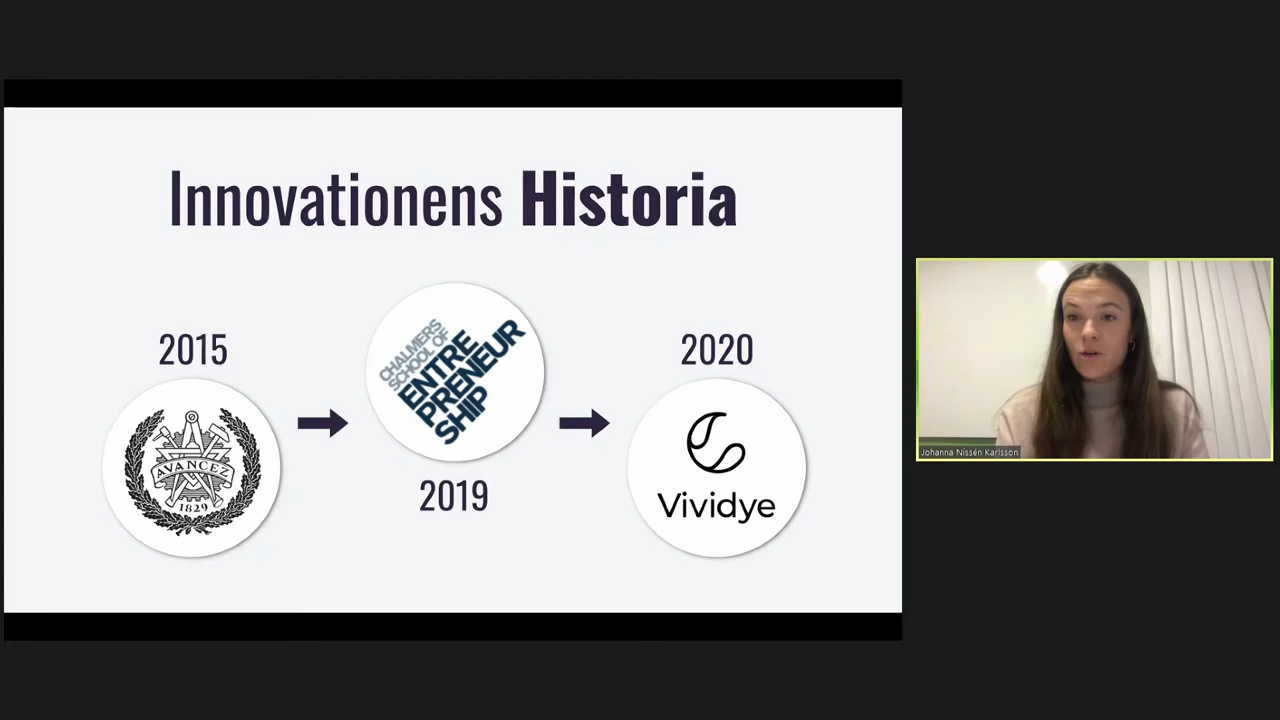 Innovationens Historia
2015
AVANCEZ
1829
CHALMERS
SCHOOL OF
ENTRE
PRENEUR
SHIP
2019
2020
Vividye
Johanna Nissén Karlsson